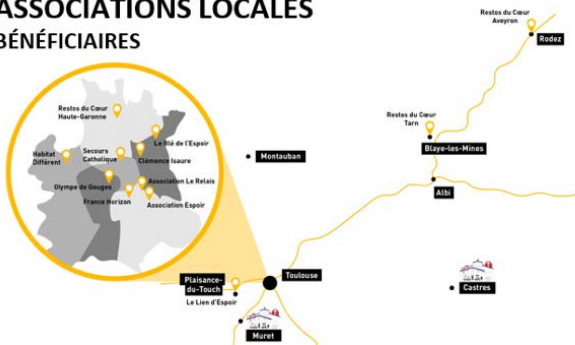 ASSOCIATIONS LOCALES
BÉNÉFICIAIRES
Restos du Cœur
Aveyron
Rodez
Restos du Cœur
Haute-Garonne
Restos du Cœur
Tarn
Le Blé de l'Espoir
Blaye-les-Mines
Habitat
Différent
Secours
Catholique
Clémence Isaure
Montauban
Olympe de Gouges
Association Le Relais
Albi
France Horizon
Association Espoir
Toulouse
Plaisance-
du-Touch
Le Lien d'Espoir
Castres
Muret